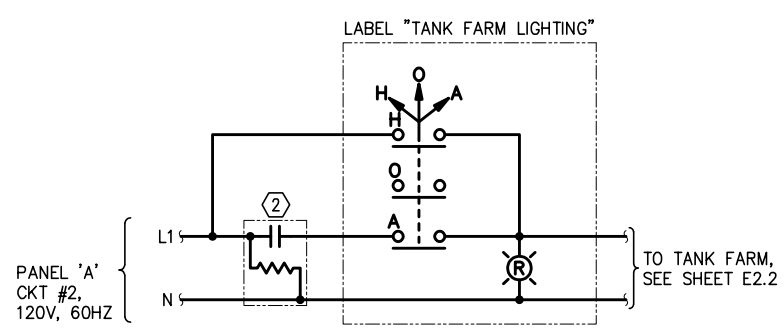 LABEL "TANK FARM LIGHTING"
O
H A
H
O
2
A
L1
PANEL 'A'
CKT #2,
120V, 60HZ
N
R
TO TANK FARM,
SEE SHEET E2.2